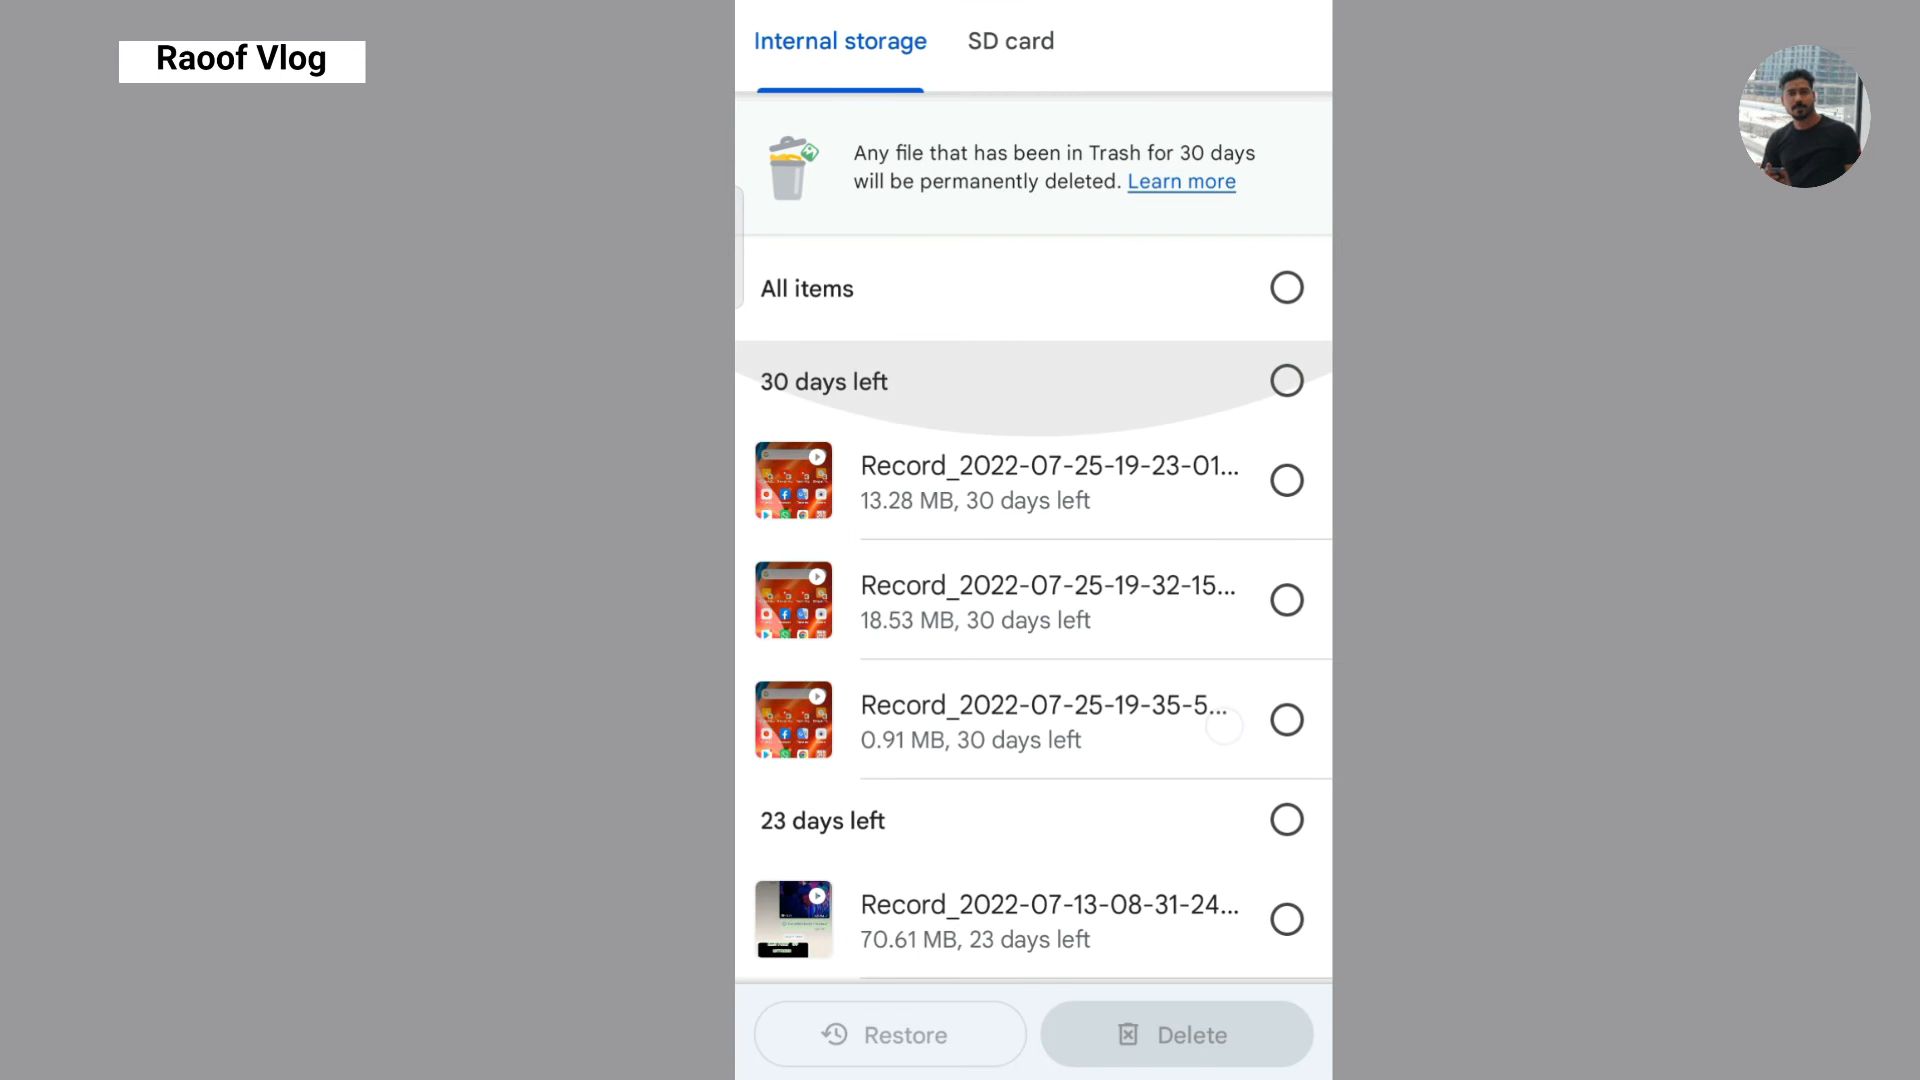 Raoof Vlog
Internal storage
SD card
Any file that has been in Trash for 30 days
will be permanently deleted. Learn more
All items
30 days left
Record_2022-07-25-19-23-01...
13.28 MB, 30 days left
Record_2022-07-25-19-32-15...
18.53 MB, 30 days left
Record_2022-07-25-19-35-5...
0.91 MB, 30 days left
23 days left
Record_2022-07-13-08-31-24...
70.61 MB, 23 days left
Restore
Delete